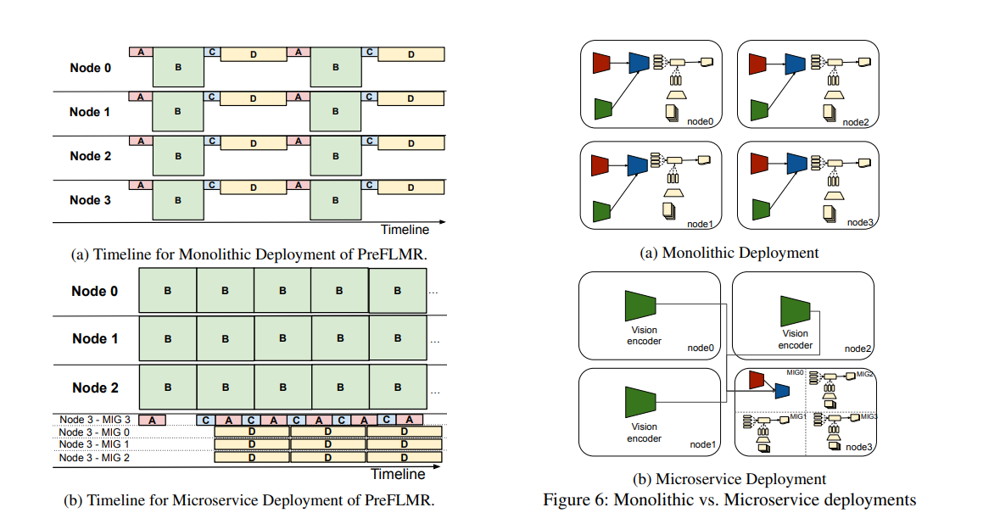 A C D A C D
Node 0 B B
A C D A C D
Node 1 B B
A C D A C D
Node 2 B B
A C D A C D
Node 3 B B
Timeline
(a) Timeline for Monolithic Deployment of PreFLMR.
Node 0 B B B B B ...
Node 1 B B B B B ...
Node 2 B B B B B ...
Node 3 - MIG 3 A C A C A C A C A C A
Node 3 - MIG 0 D D D
Node 3 - MIG 1 D D D
Node 3 - MIG 2 D D D
Timeline
(b) Timeline for Microservice Deployment of PreFLMR.
node0
node2
node1
node3
(a) Monolithic Deployment
Vision
encoder
node0
Vision
encoder
node2
Vision
encoder
node1
MIG0
MIG2
MIG1
MIG3
node3
(b) Microservice Deployment
Figure 6: Monolithic vs. Microservice deployments